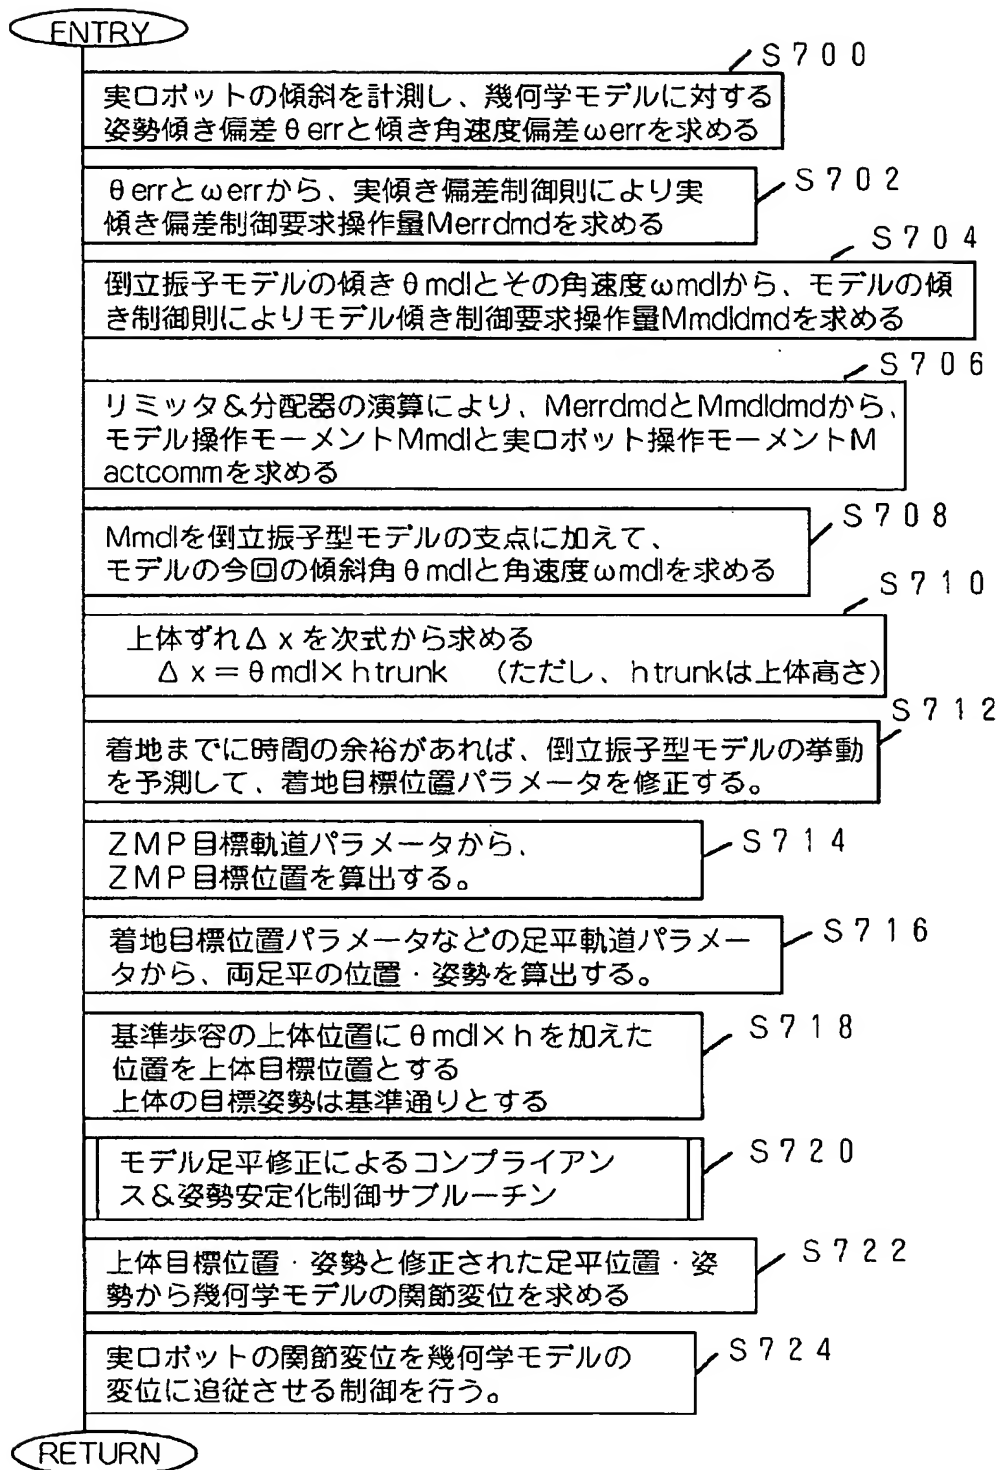 ENTRY
S700
実ロボットの傾斜を計測し、幾何学モデルに対する
姿勢傾き偏差θerrと傾き角速度偏差ωerrを求める
S702
θerrとωerrから、実傾き偏差制御則により実
傾き偏差制御要求操作量Merrdmdを求める
S704
倒立振子モデルの傾きθmdlとその角速度ωmdlから、モデルの傾
き制御則によりモデル傾き制御要求操作量Mmdldmdを求める
S706
リミッタ&分配器の演算により、MerrdmdとMmdldmdから、
モデル操作モーメントMmdlと実ロボット操作モーメントM
actcommを求める
S708
Mmdlを倒立振子型モデルの支点に加えて、
モデルの今回の傾斜角θmdlと角速度ωmdlを求める
S710
上体ずれΔxを次式から求める
Δx=θmdl×htrunk (ただし、htrunkは上体高さ)
S712
着地までに時間の余裕があれば、倒立振子型モデルの挙動
を予測して、着地目標位置パラメータを修正する。
S714
ZMP目標軌道パラメータから、
ZMP目標位置を算出する。
S716
着地目標位置パラメータなどの足平軌道パラメー
タから、両足平の位置・姿勢を算出する。
S718
基準歩容の上体位置にθmdl×hを加えた
位置を上体目標位置とする
上体の目標姿勢は基準通りとする
S720
モデル足平修正によるコンプライアン
ス&姿勢安定化制御サブルーチン
S722
上体目標位置・姿勢と修正された足平位置・姿
勢から幾何学モデルの関節変位を求める
S724
実ロボットの関節変位を幾何学モデルの
変位に追従させる制御を行う。
RETURN